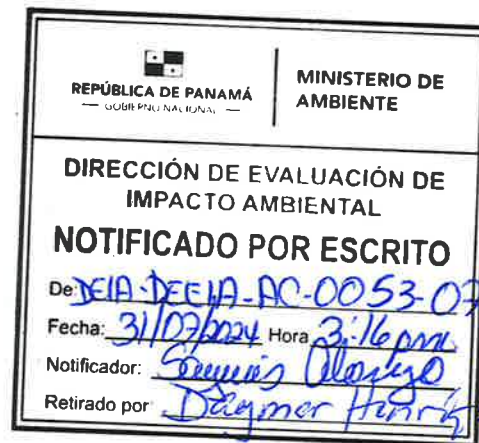 REPÚBLICA DE PANAMÁ
— GOBIERNO NACIONAL —
MINISTERIO DE
AMBIENTE
DIRECCIÓN DE EVALUACIÓN DE
IMPACTO AMBIENTAL
NOTIFICADO POR ESCRITO
De: DEIA-DEEIA-AC-0053-07
Fecha: 31/07/2024 Hora 3:16 pm
Notificador:
Retirado por Dagmar